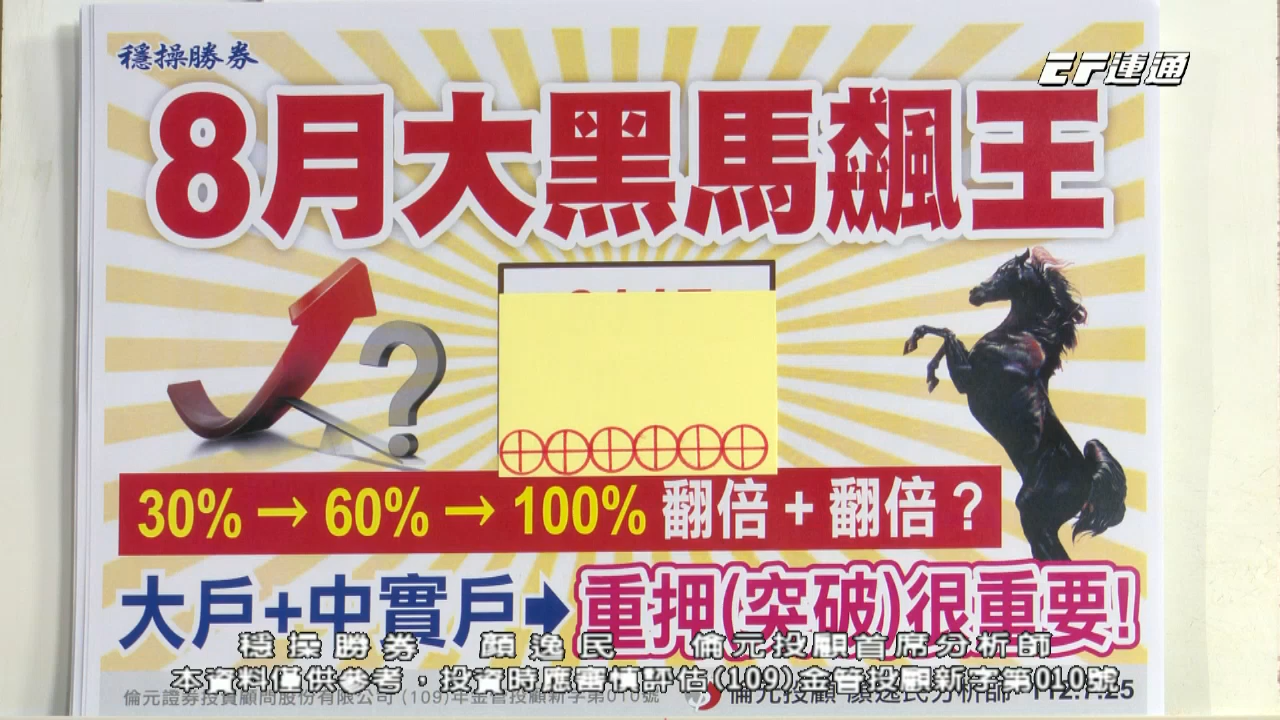 穩操勝券
EF運通
8月大黑馬飆王
?
30%→60%→100%翻倍+翻倍?
大戶+中實戶➡重押(突破)很重要!
穩操勝券 顏逸民 倫元投顧首席分析師
本資料僅供參考,投資時應審慎評估(109)金管投顧新字第010號
倫元證券投資顧問股份有限公司 (109)年金管投顧新字第010號
倫元投顧 顏逸民分析師